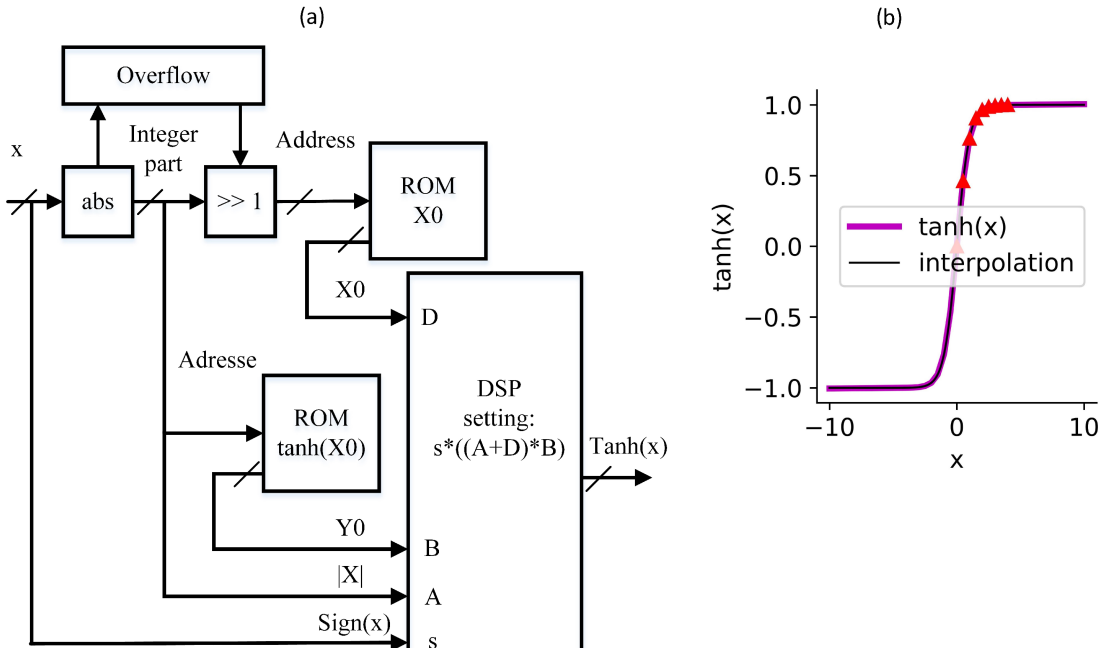 (a)
Overflow
x
Integer
part
Address
abs
>> 1
ROM
X0
X0
D
Adresse
ROM
tanh(X0)
DSP
setting:
s*((A+D)*B)
Tanh(x)
Y0
B
|X|
A
Sign(x)
s
(b)
1.0
0.5
0.0
−0.5
−1.0
tanh(x)
tanh(x)
interpolation
−10
0
10
x